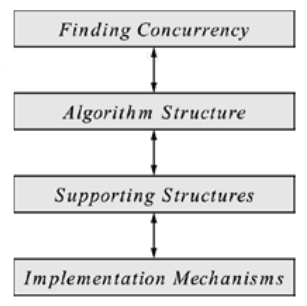 Finding Concurrency
Algorithm Structure
Supporting Structures
Implementation Mechanisms